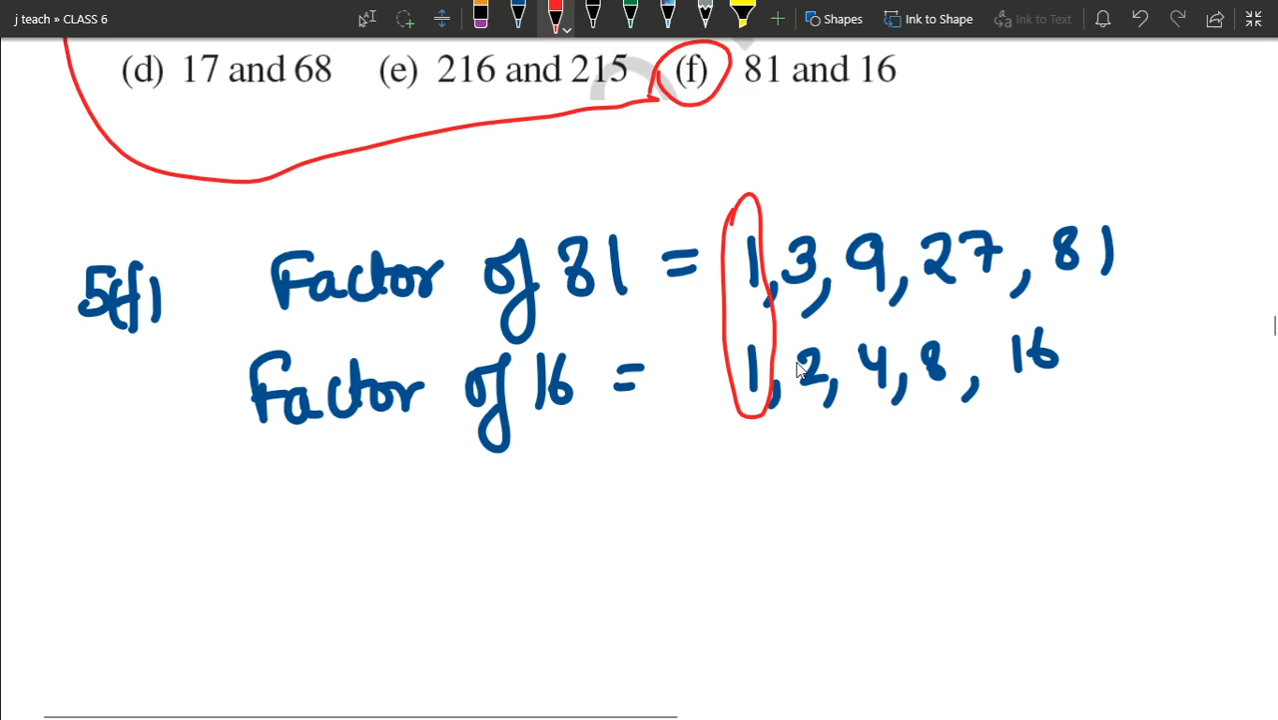 j teach » CLASS 6
Shapes Ink to Shape Ink to Text
(d) 17 and 68 (e) 216 and 215 (f) 81 and 16
5(f) Factor of 81 = 1, 3, 9, 27, 81
Factor of 16 = 1, 2, 4, 8, 16